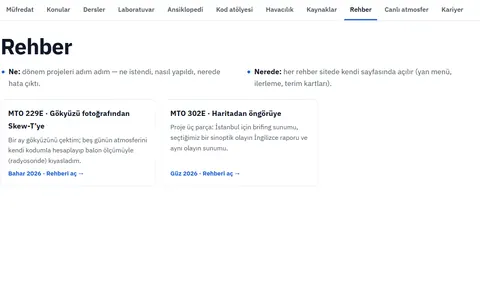 Müfredat Konular Dersler Laboratuvar Ansiklopedi Kod atölyesi Havacılık Kaynaklar Rehber Canlı atmosfer Kariyer
Rehber
• Ne: dönem projeleri adım adım — ne istendi, nasıl yapıldı, nerede
hata çıktı.
• Nerede: her rehber sitede kendi sayfasında açılır (yan menü,
ilerleme, terim kartları).
MTO 229E · Gökyüzü fotoğrafından
Skew-T'ye
Bir ay gökyüzünü çektim; beş günün atmosferini
kendi kodumla hesaplayıp balon ölçümüyle
(radyosonde) kıyasladım.
Bahar 2026 · Rehberi aç →
MTO 302E · Haritadan öngörüye
Proje üç parça: İstanbul için brifing sunumu,
seçtiğimiz bir sinoptik olayın İngilizce raporu ve
aynı olayın sunumu.
Güz 2026 · Rehberi aç →